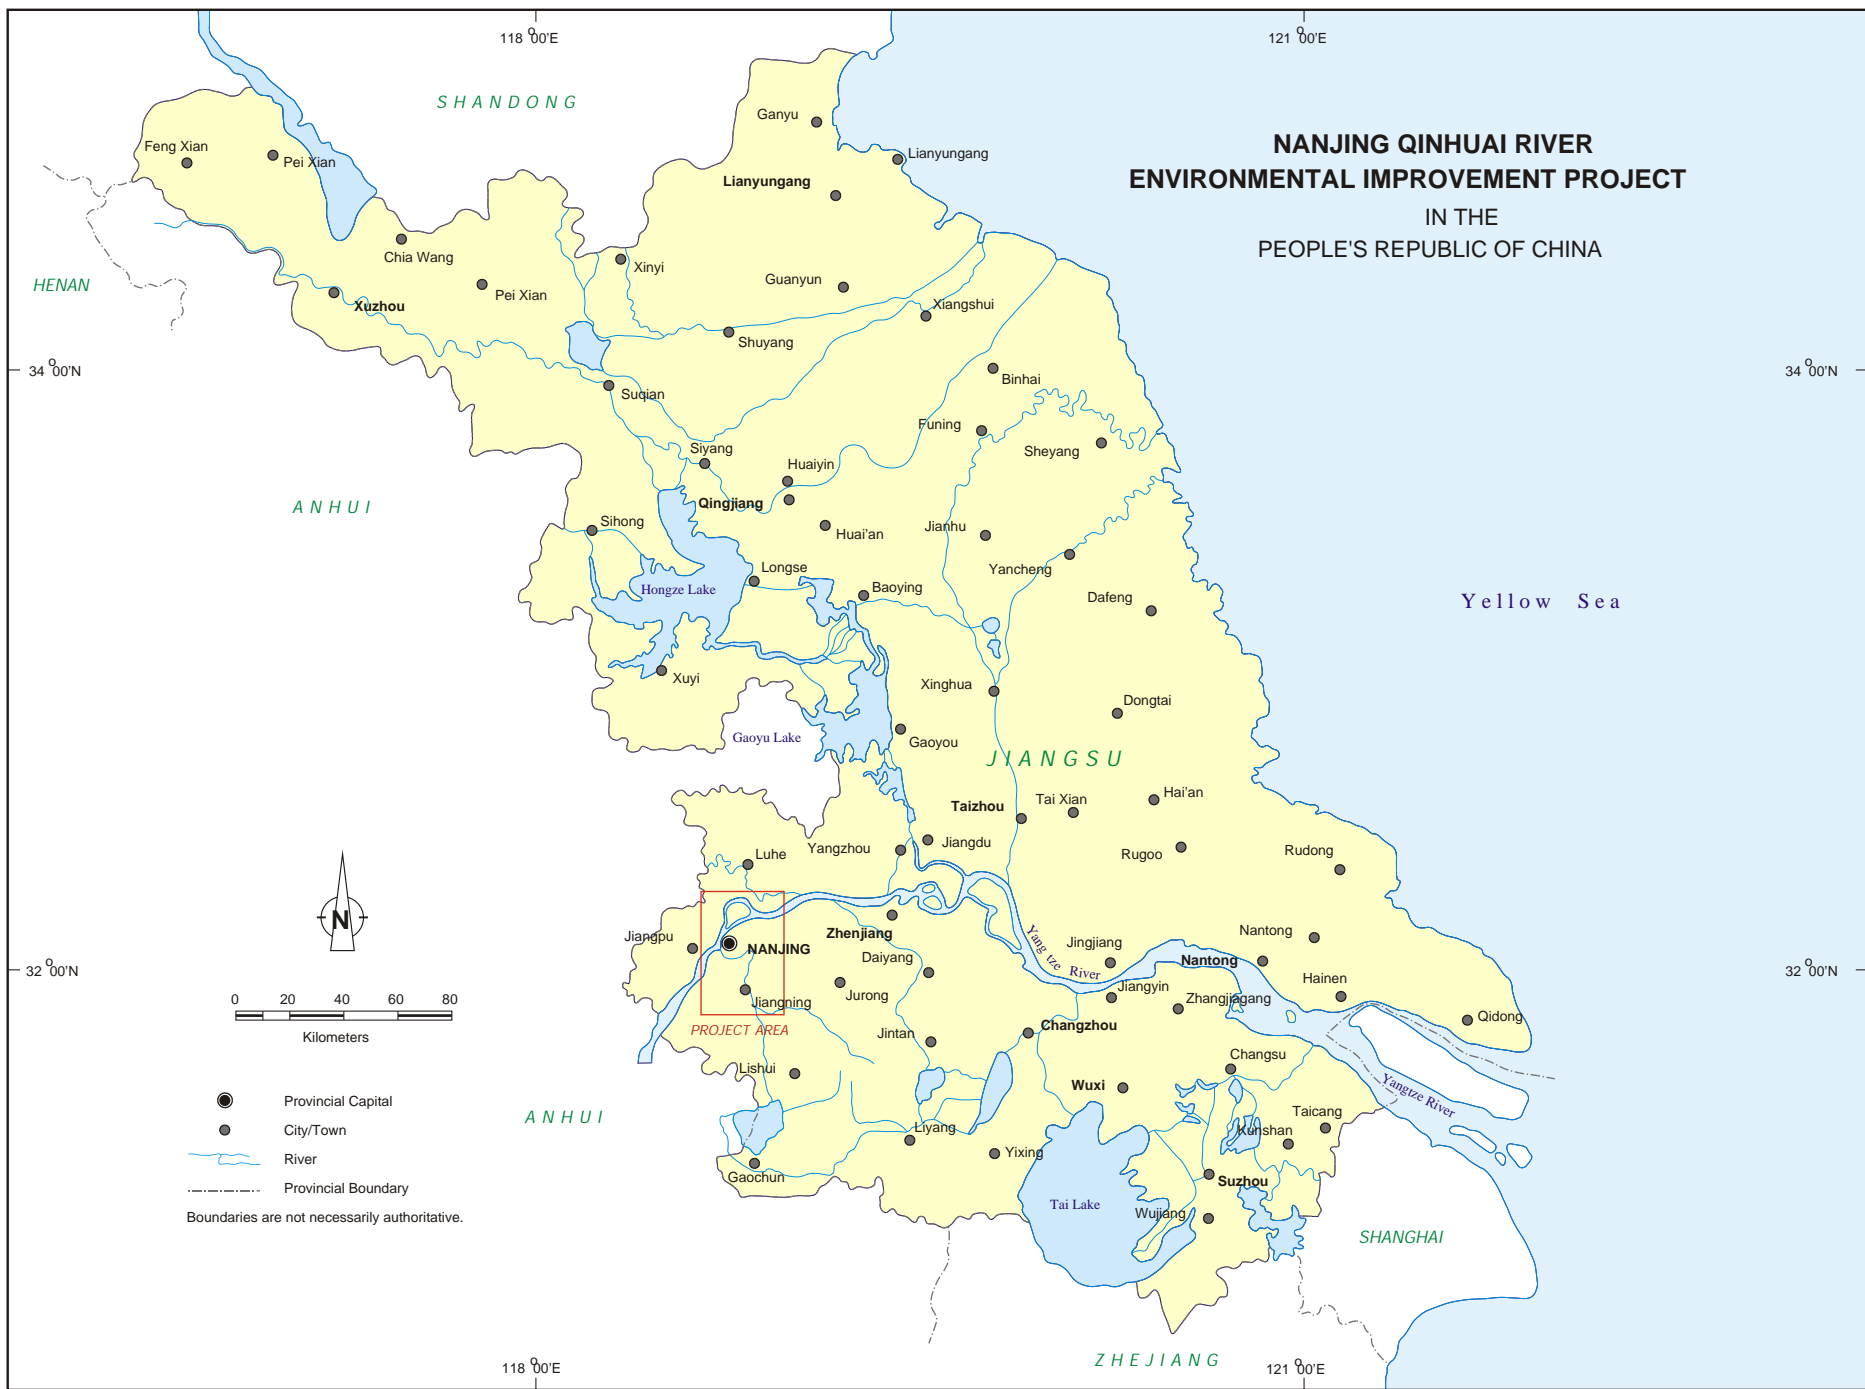 118 °00'E
121 °00'E
SHANDONG
Ganyu
NANJING QINHUAI RIVER
ENVIRONMENTAL IMPROVEMENT PROJECT
IN THE
PEOPLE'S REPUBLIC OF CHINA
Feng Xian
Pei Xian
Lianyungang
Lianyungang
Chia Wang
Xinyi
HENAN
Guanyun
Pei Xian
Xuzhou
Xiangshui
Shuyang
34 °00'N
34 °00'N
Binhai
Suqian
Funing
Sheyang
Siyang
Huaiyin
Qingjiang
ANHUI
Sihong
Huai'an
Jianhu
Yancheng
Longse
Hongze Lake
Baoying
Dafeng
Yellow Sea
Xuyi
Xinghua
Dongtai
Gaoyu Lake
Gaoyou
JIANGSU
Taizhou
Tai Xian
Hai'an
Jiangdu
Yangzhou
Luhe
Rugoo
Rudong
N
Jiangpu
NANJING
Zhenjiang
Yang tze River
Jingjiang
Nantong
Nantong
Daiyang
32 °00'N
32 °00'N
Hainen
Jiangning
Jurong
Jiangyin
Zhangjiagang
0 20 40 60 80
Kilometers
PROJECT AREA
Jintan
Changzhou
Qidong
Lishui
Changsu
Wuxi
Yangtze River
Provincial Capital
ANHUI
Taicang
City/Town
Liyang
Kunshan
River
Yixing
Gaochun
Suzhou
Provincial Boundary
Tai Lake
Wujiang
Boundaries are not necessarily authoritative.
SHANGHAI
ZHEJIANG
118 °00'E
121 °00'E